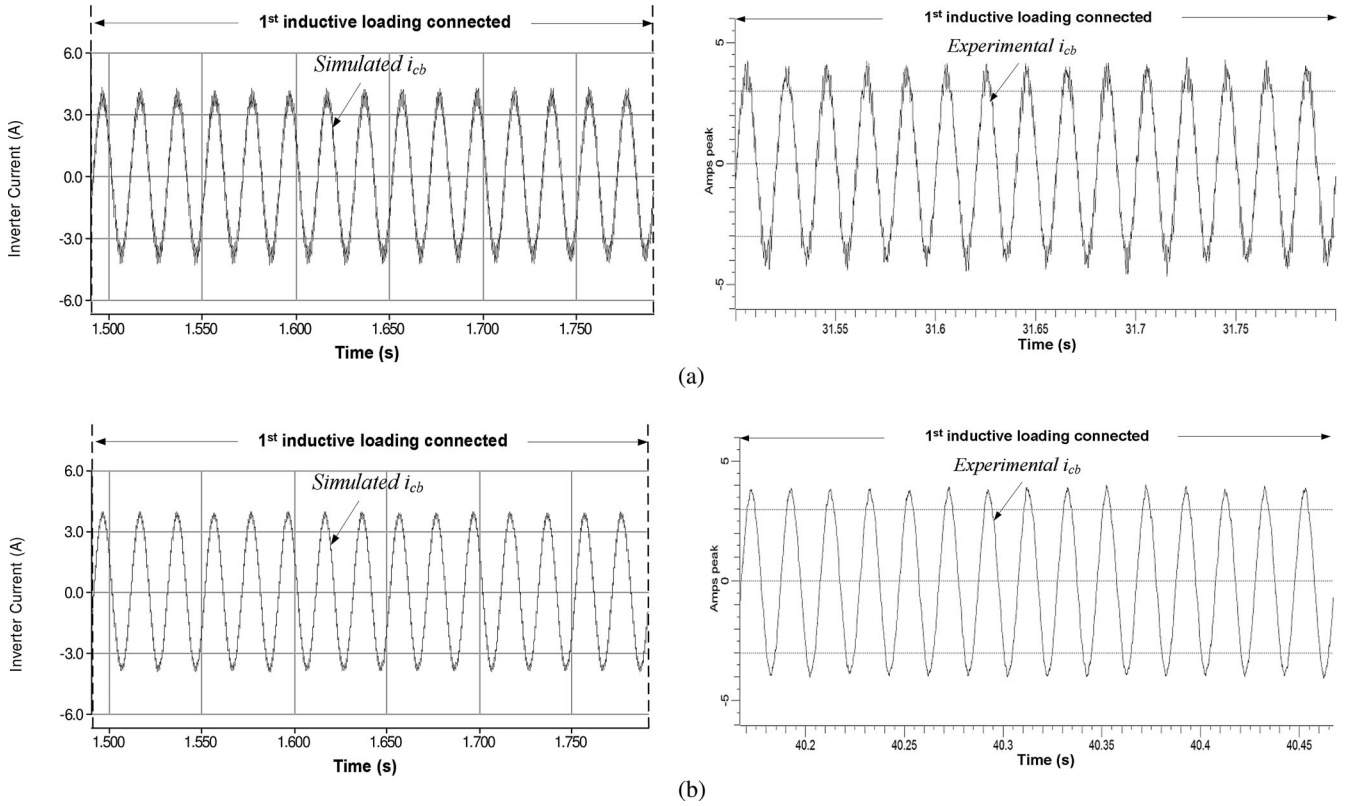 1st inductive loading connected
Simulated icb
Inverter Current (A)
6.0
3.0
0.0
-3.0
-6.0
1.500 1.550 1.600 1.650 1.700 1.750
Time (s)
1st inductive loading connected
Experimental icb
Amps peak
5
0
-5
31.55 31.6 31.65 31.7 31.75
Time (s)
(a)
1st inductive loading connected
Simulated icb
Inverter Current (A)
6.0
3.0
0.0
-3.0
-6.0
1.500 1.550 1.600 1.650 1.700 1.750
Time (s)
1st inductive loading connected
Experimental icb
Amps peak
5
0
-5
40.2 40.25 40.3 40.35 40.4 40.45
Time (s)
(b)